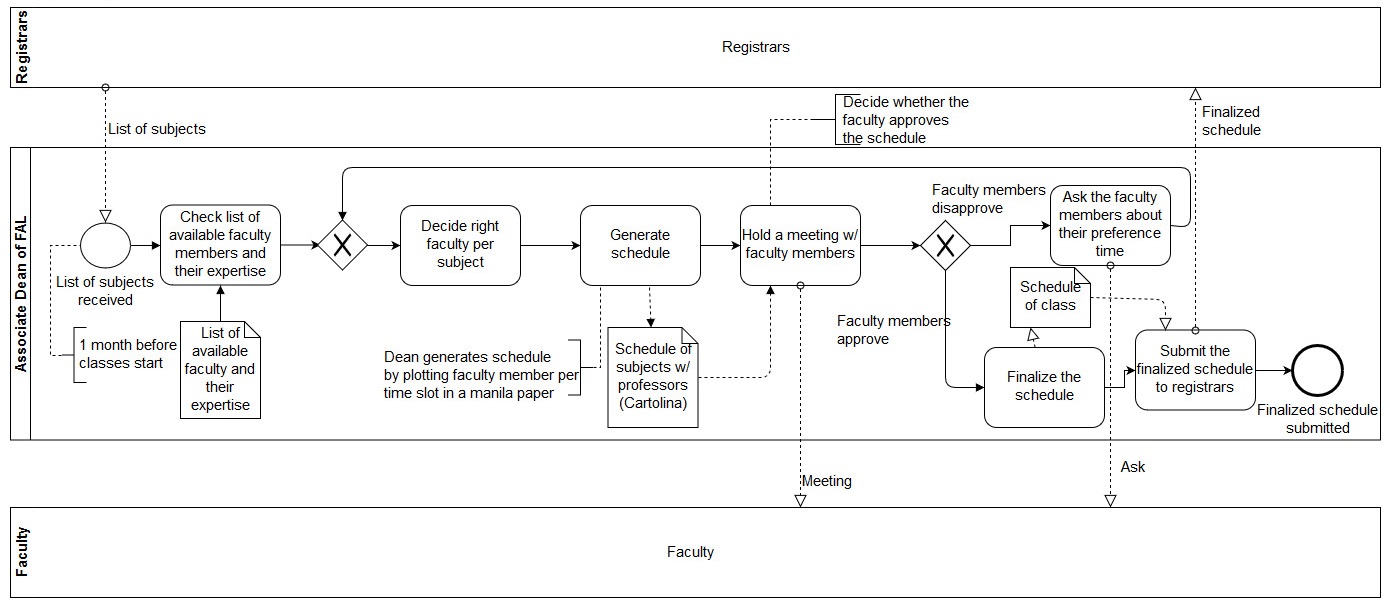 Registrars
Registrars
List of subjects
Decide whether the
faculty approves
the schedule
Finalized
schedule
Associate Dean of FAL
List of subjects
received
1 month before
classes start
Check list of
available faculty
members and
their expertise
List of
available
faculty and
their
expertise
X
Decide right
faculty per
subject
Generate
schedule
Dean generates schedule
by plotting faculty member per
time slot in a manila paper
Schedule of
subjects w/
professors
(Cartolina)
Hold a meeting w/
faculty members
Meeting
X
Faculty members
disapprove
Faculty members
approve
Ask the faculty
members about
their preference
time
Schedule
of class
Finalize the
schedule
Ask
Submit the
finalized schedule
to registrars
Finalized schedule
submitted
Faculty
Faculty